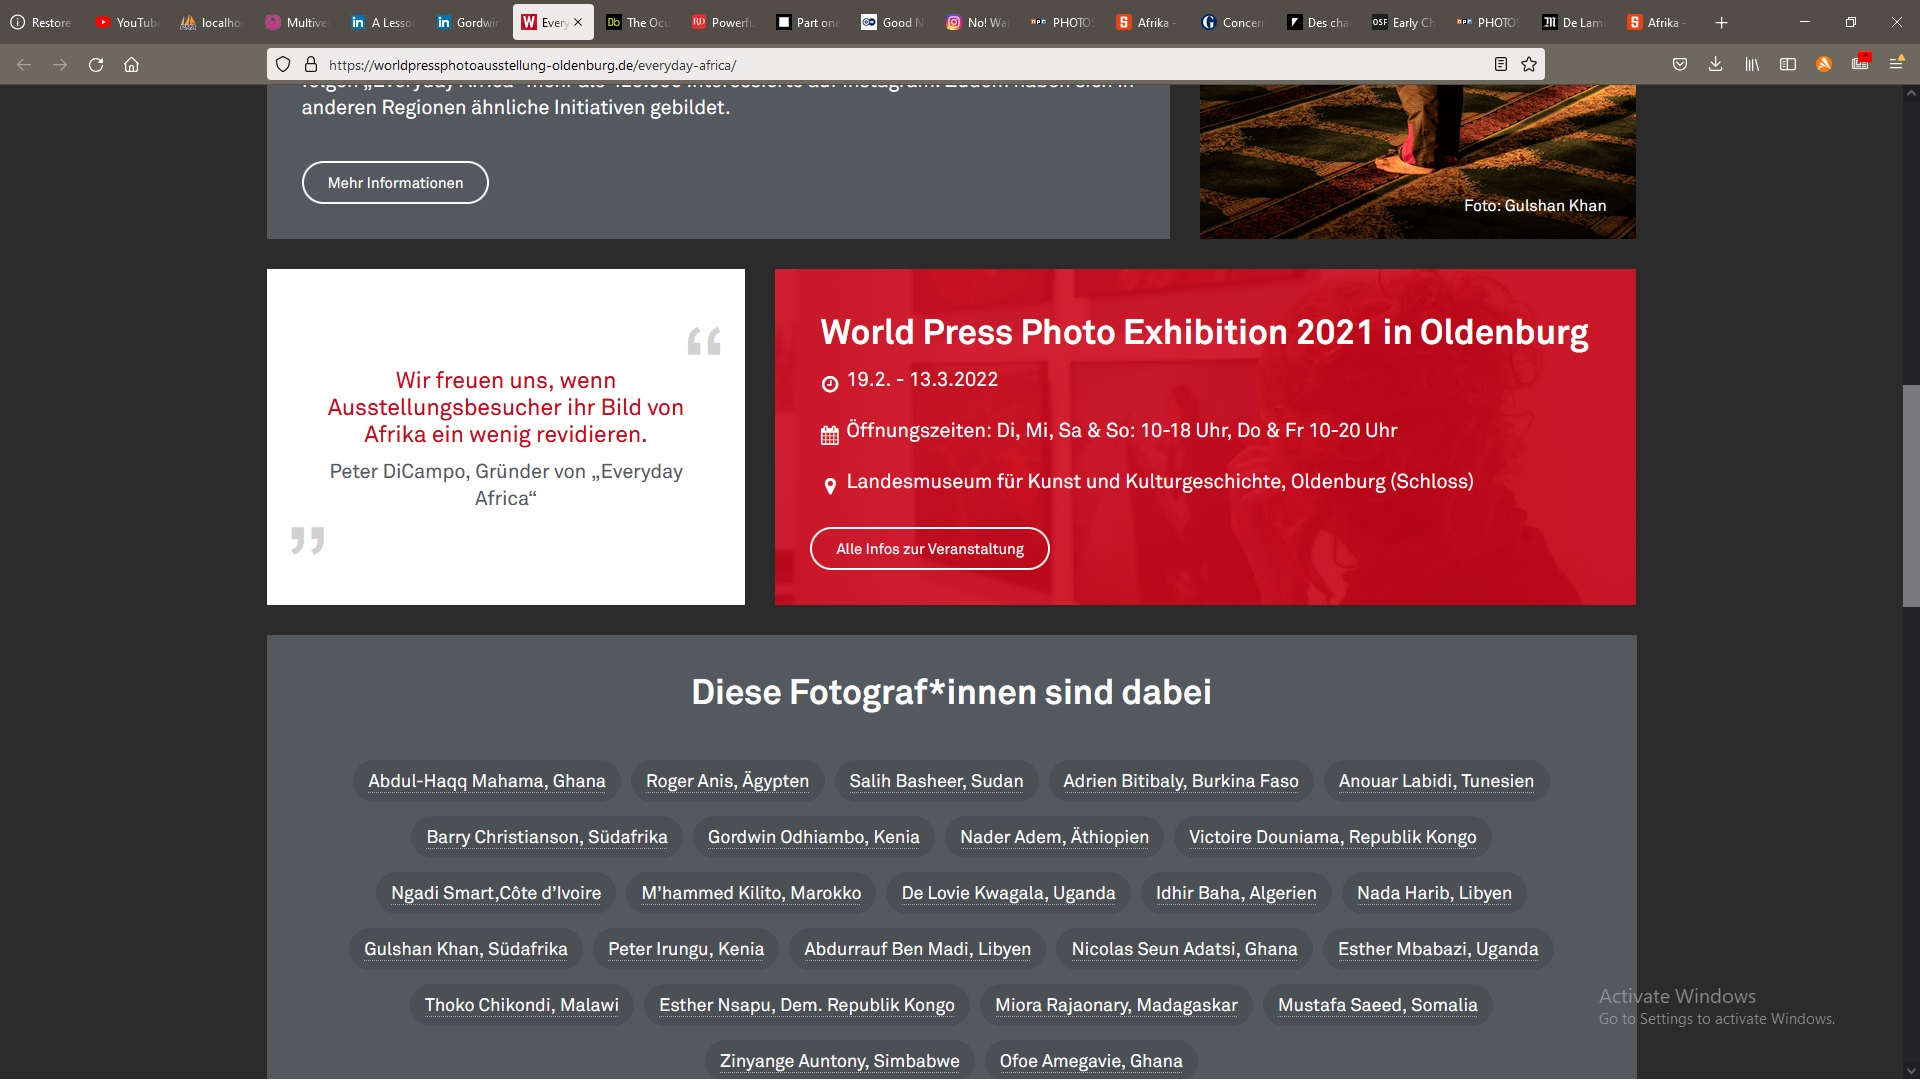 Restore
YouTub
localho
Multive
A Lesso
Gordwin
Every
The Ocu
Powerfu
Part one
Good N
No! Wa
PHOTOS
Afrika -
Concern
Des cha
Early Ch
PHOTOS
De Lam
Afrika -
https://worldpressphotoausstellung-oldenburg.de/everyday-africa/
anderen Regionen ähnliche Initiativen gebildet.
Mehr Informationen
Foto: Gulshan Khan
Wir freuen uns, wenn
Ausstellungsbesucher ihr Bild von
Afrika ein wenig revidieren.
Peter DiCampo, Gründer von „Everyday
Africa“
World Press Photo Exhibition 2021 in Oldenburg
19.2. - 13.3.2022
Öffnungszeiten: Di, Mi, Sa & So: 10-18 Uhr, Do & Fr 10-20 Uhr
Landesmuseum für Kunst und Kulturgeschichte, Oldenburg (Schloss)
Alle Infos zur Veranstaltung
Diese Fotograf*innen sind dabei
Abdul-Haqq Mahama, Ghana Roger Anis, Ägypten Salih Basheer, Sudan Adrien Bitibaly, Burkina Faso Anouar Labidi, Tunesien
Barry Christianson, Südafrika Gordwin Odhiambo, Kenia Nader Adem, Äthiopien Victoire Douniama, Republik Kongo
Ngadi Smart,Côte d’Ivoire M’hammed Kilito, Marokko De Lovie Kwagala, Uganda Idhir Baha, Algerien Nada Harib, Libyen
Gulshan Khan, Südafrika Peter Irungu, Kenia Abdurrauf Ben Madi, Libyen Nicolas Seun Adatsi, Ghana Esther Mbabazi, Uganda
Thoko Chikondi, Malawi Esther Nsapu, Dem. Republik Kongo Miora Rajaonary, Madagaskar Mustafa Saeed, Somalia
Zinyange Auntony, Simbabwe Ofoe Amegavie, Ghana
Activate Windows
Go to Settings to activate Windows.